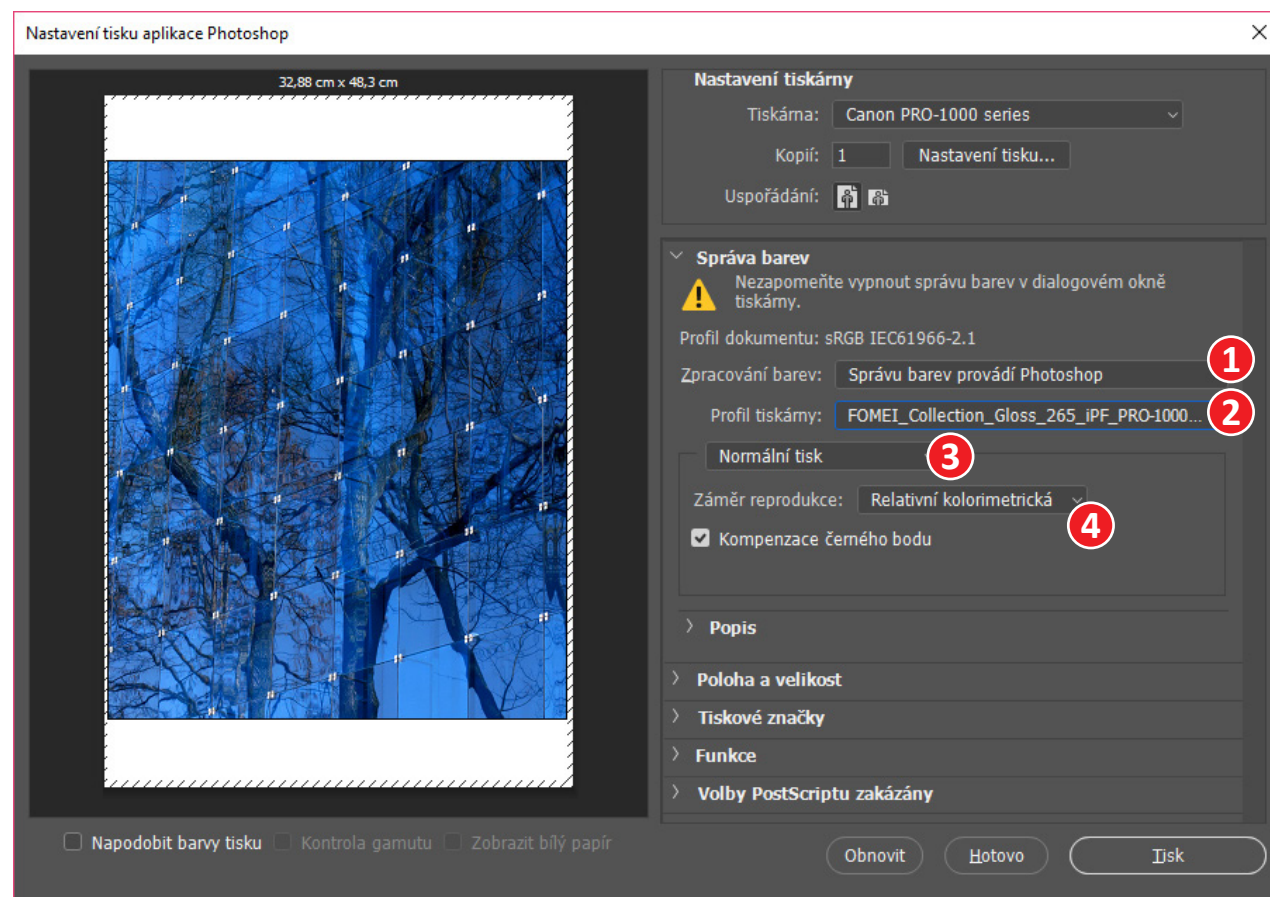 Nastavení tisku aplikace Photoshop
32,88 cm x 48,3 cm
Nastavení tiskárny
Tiskárna: Canon PRO-1000 series
Kopií: 1 Nastavení tisku...
Uspořádání:
Správa barev
Nezapomeňte vypnout správu barev v dialogovém okně
tiskárny.
Profil dokumentu: sRGB IEC61966-2.1
Zpracování barev: Správu barev provádí Photoshop 1
Profil tiskárny: FOMEI_Collection_Gloss_265_iPF_PRO-1000... 2
Normální tisk 3
Záměr reprodukce: Relativní kolorimetrická 4
Kompenzace černého bodu
Popis
Poloha a velikost
Tiskové značky
Funkce
Volby PostScriptu zakázány
Napodobit barvy tisku Kontrola gamutu Zobrazit bílý papír
Obnovit Hotovo Tisk